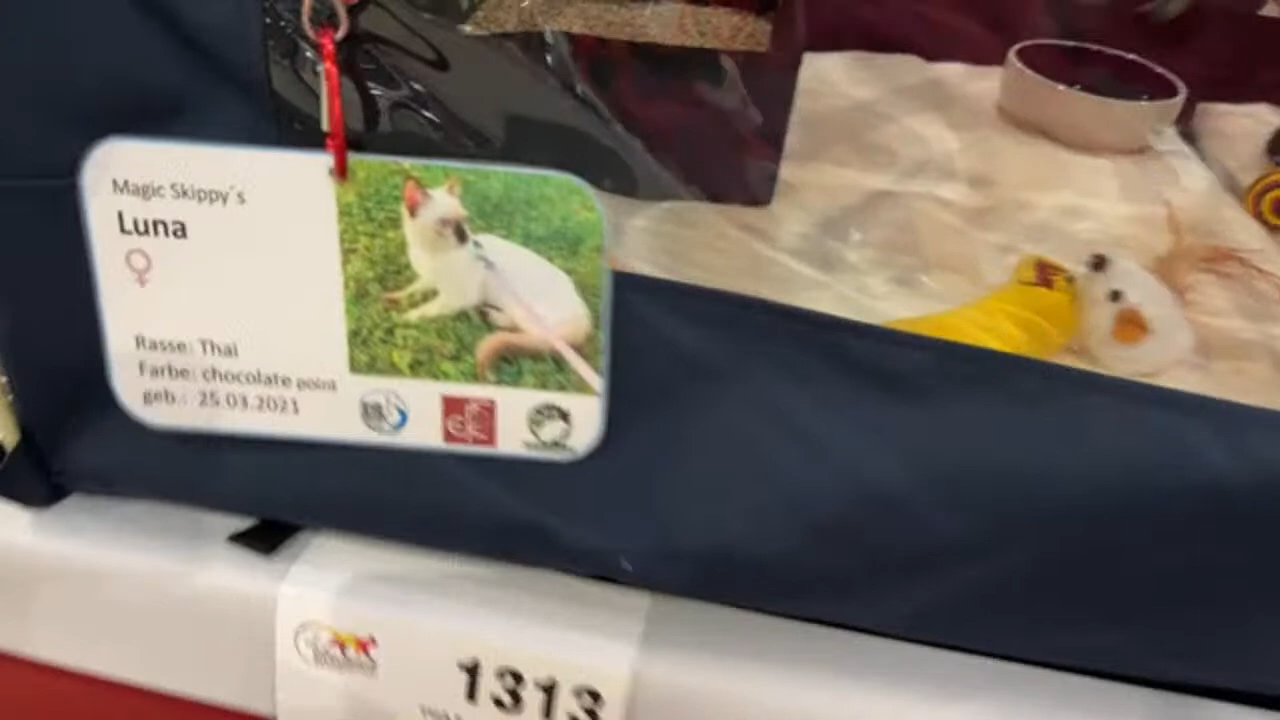 Magic Skippy´s
Luna
♀
Rasse: Thai
Farbe: chocolate point
geb.: 25.03.2021
1313